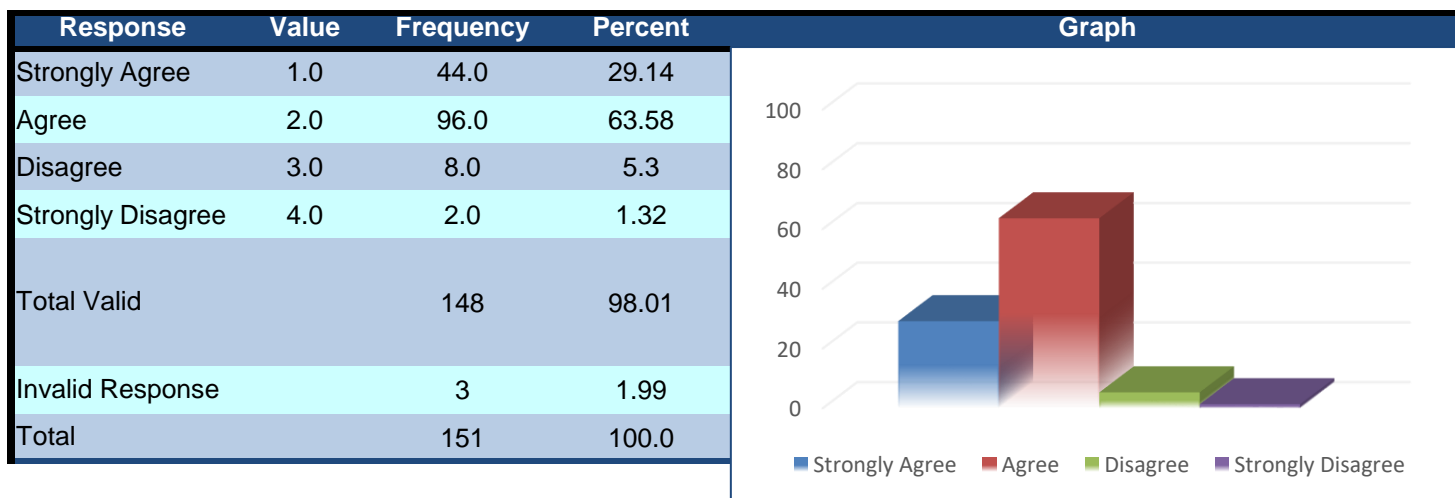 Response Value Frequency Percent Graph
Strongly Agree 1.0 44.0 29.14
Agree 2.0 96.0 63.58
Disagree 3.0 8.0 5.3
Strongly Disagree 4.0 2.0 1.32
Total Valid 148 98.01
Invalid Response 3 1.99
Total 151 100.0
100
80
60
40
20
0
Strongly Agree Agree Disagree Strongly Disagree